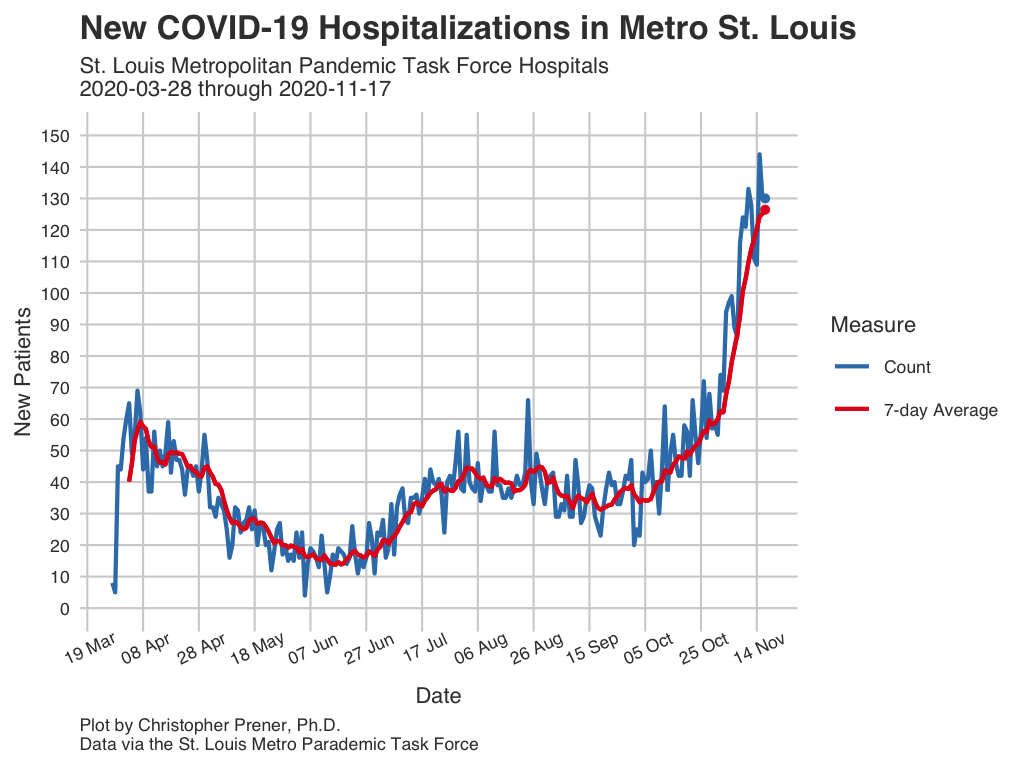 New COVID-19 Hospitalizations in Metro St. Louis
St. Louis Metropolitan Pandemic Task Force Hospitals
2020-03-28 through 2020-11-17
New Patients
150
140
130
120
110
100
90
80
70
60
50
40
30
20
10
0
19 Mar
08 Apr
28 Apr
18 May
07 Jun
27 Jun
17 Jul
06 Aug
26 Aug
15 Sep
05 Oct
25 Oct
14 Nov
Date
Measure
Count
7-day Average
Plot by Christopher Prener, Ph.D.
Data via the St. Louis Metro Parademic Task Force